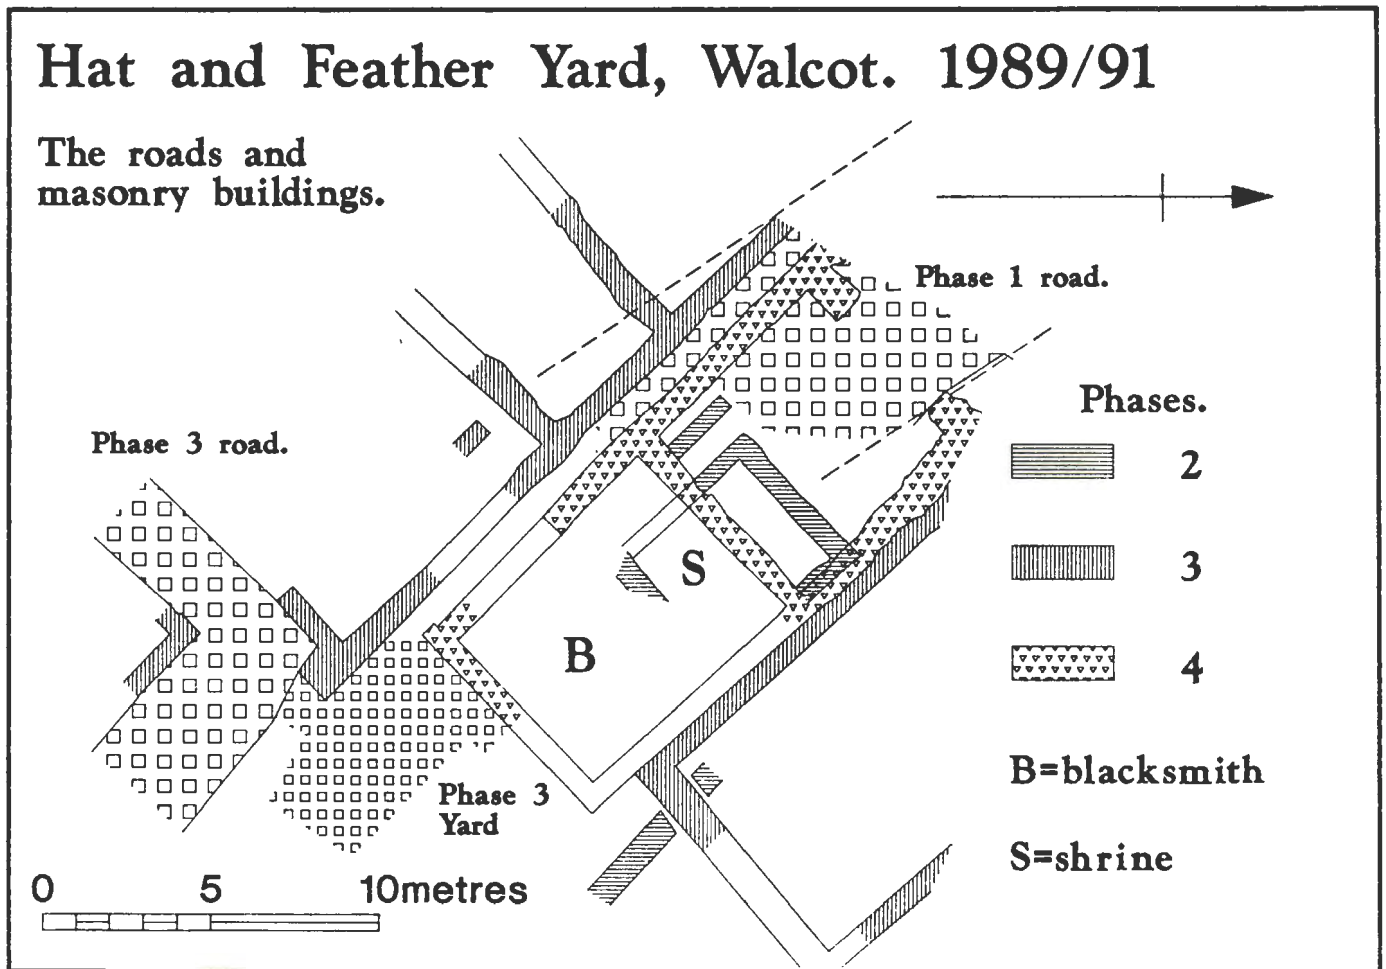 Hat and Feather Yard, Walcot. 1989/91
The roads and
masonry buildings.
Phase 1 road.
Phases.
Phase 3 road.
2
3
S
B
4
B=blacksmith
Phase 3
Yard
S=shrine
0 5 10metres